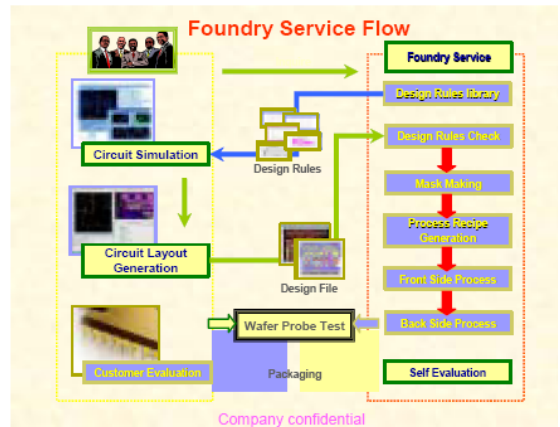 Foundry Service Flow
Foundry Service
Design Rules library
Circuit Simulation
Design Rules
Design Rules Check
Mask Making
Process Recipe
Generation
Circuit Layout
Generation
Design File
Front Side Process
Wafer Probe Test
Back Side Process
Customer Evaluation
Packaging
Self Evaluation
Company confidential